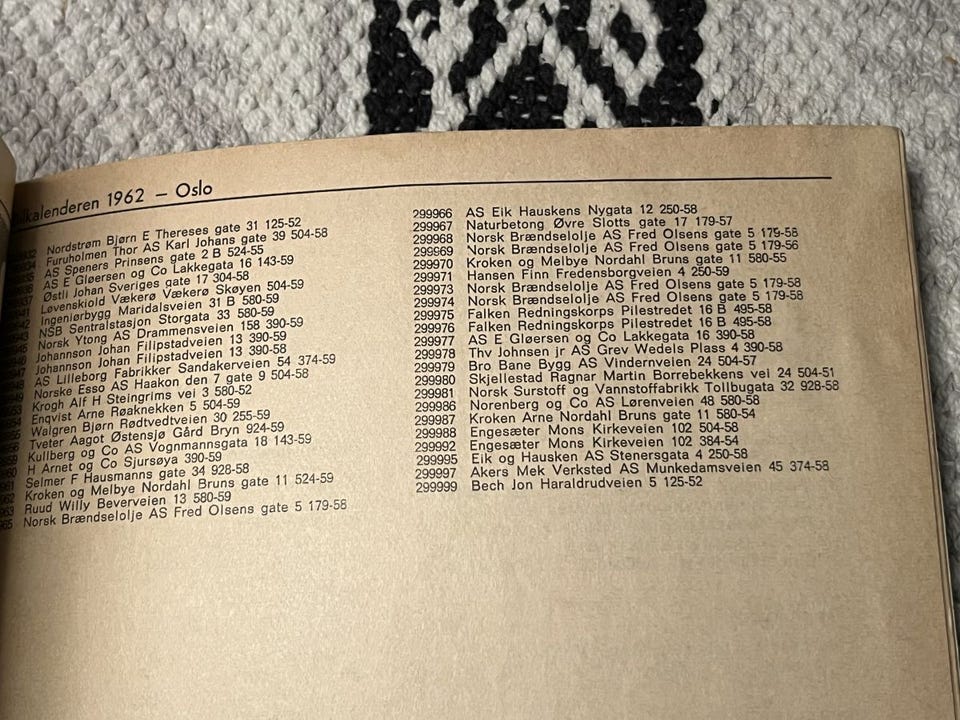 ilkalenderen 1962 – Oslo
Nordstrøm Bjørn E Thereses gate 31 125-52
Furuholmen Thor AS Karl Johans gate 39 504-58
AS Speners Prinsens gate 2 B 524-55
AS E Gløersen og Co Lakkegata 16 143-59
Østli Johan Sveriges gate 17 304-58
Løvenskiold Vækerø Vækerø Skøyen 504-59
Ingeniørbygg Maridalsveien 31 B 580-59
NSB Sentralstasjon Storgata 33 580-59
Norsk Ytong AS Drammensveien 158 390-59
Johannson Johan Filipstadveien 13 390-59
Johannson Johan Filipstadveien 13 390-58
AS Lilleborg Fabrikker Sandakerveien 54 374-59
Norske Esso AS Haakon den 7 gate 9 504-58
Krogh Alf H Steingrims vei 3 580-52
Enqvist Arne Røaknekken 5 504-59
Walgren Bjørn Rødtvedtveien 30 255-59
Tveter Aagot Østensjø Gård Bryn 924-59
Kullberg og Co AS Vognmannsgata 18 143-59
H Arnet og Co Sjursøya 390-59
Selmer F Hausmanns gate 34 928-58
Kroken og Melbye Nordahl Bruns gate 11 524-59
Ruud Willy Beverveien 13 580-59
Norsk Brændselolje AS Fred Olsens gate 5 179-58
299966 AS Eik Hauskens Nygata 12 250-58
299967 Naturbetong Øvre Slotts gate 17 179-57
299968 Norsk Brændselolje AS Fred Olsens gate 5 179-58
299969 Norsk Brændselolje AS Fred Olsens gate 5 179-56
299970 Kroken og Melbye Nordahl Bruns gate 11 580-55
299971 Hansen Finn Fredensborgveien 4 250-59
299973 Norsk Brændselolje AS Fred Olsens gate 5 179-58
299974 Norsk Brændselolje AS Fred Olsens gate 5 179-58
299975 Falken Redningskorps Pilestredet 16 B 495-58
299976 Falken Redningskorps Pilestredet 16 B 495-58
299977 AS E Gløersen og Co Lakkegata 16 390-58
299978 Thv Johnsen jr AS Grev Wedels Plass 4 390-58
299979 Bro Bane Bygg AS Vindernveien 24 504-57
299980 Skjellestad Ragnar Martin Borrebekkens vei 24 504-51
299981 Norsk Surstoff og Vannstoffabrikk Tollbugata 32 928-58
299986 Norenberg og Co AS Lørenveien 48 580-58
299987 Kroken Arne Nordahl Bruns gate 11 580-54
299988 Engesæter Mons Kirkeveien 102 504-58
299992 Engesæter Mons Kirkeveien 102 384-54
299995 Eik og Hausken AS Stenersgata 4 250-58
299997 Akers Mek Verksted AS Munkedamsveien 45 374-58
299999 Bech Jon Haraldrudveien 5 125-52